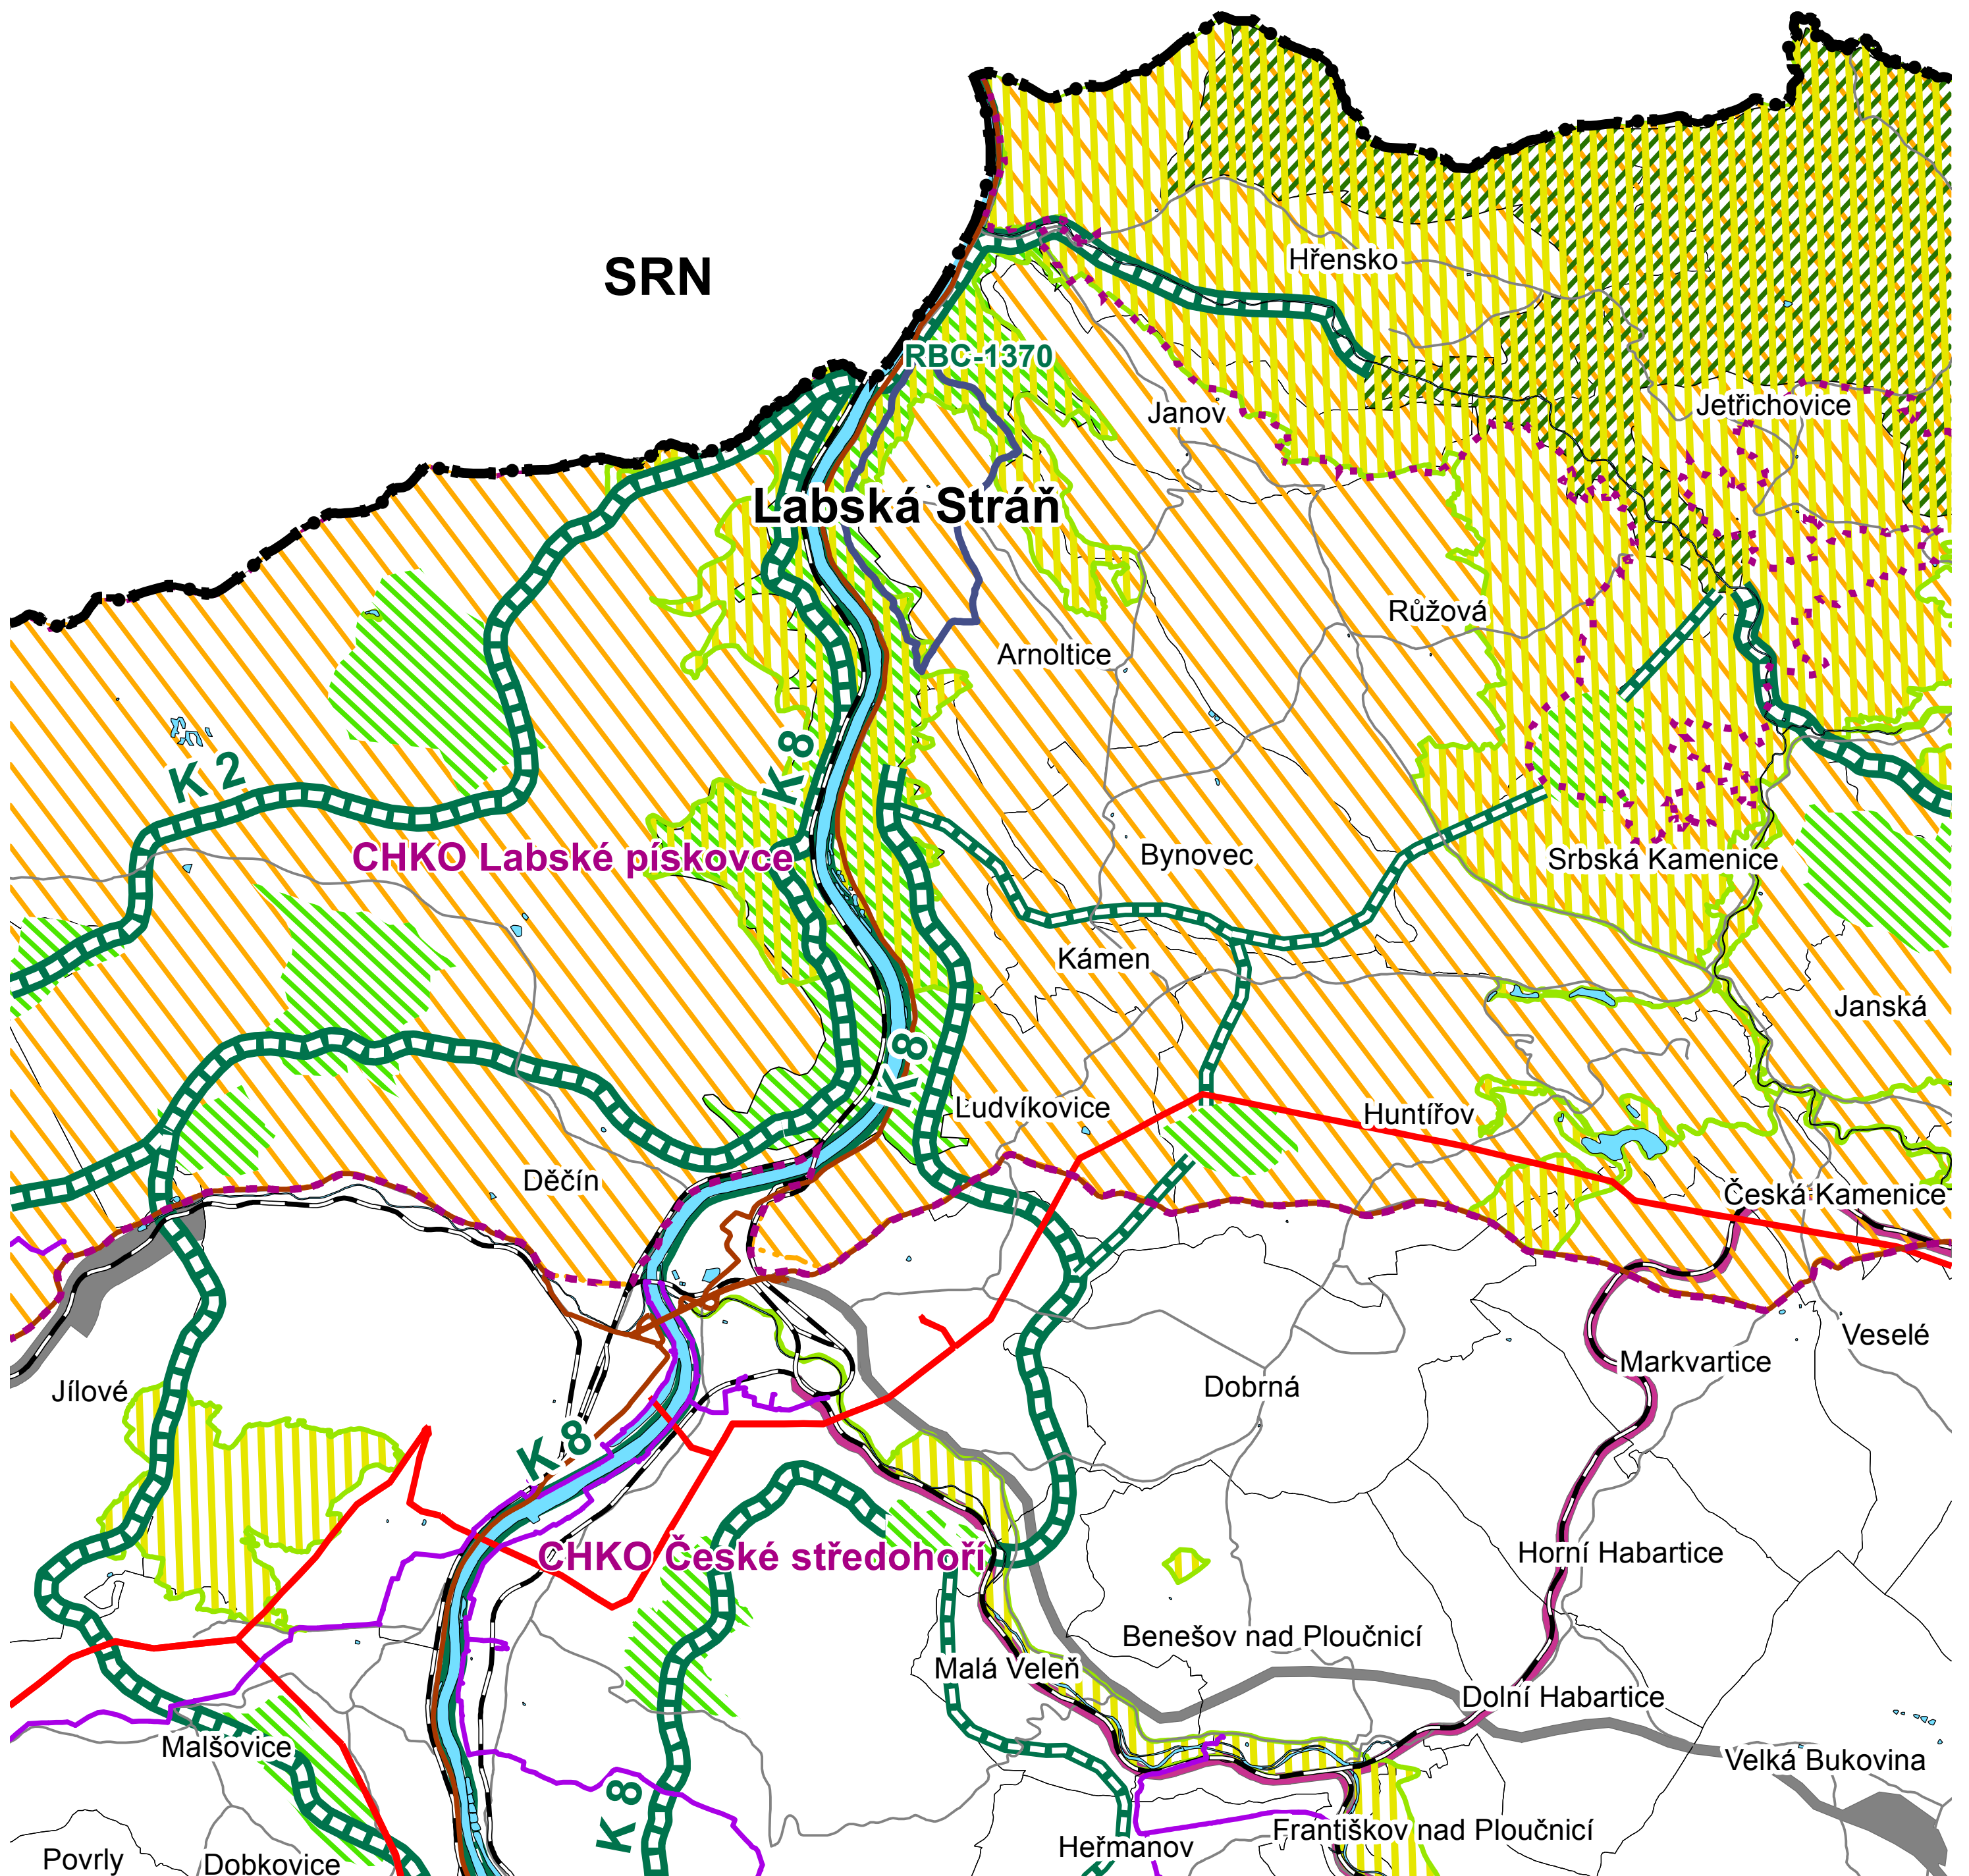 Hřensko
SRN
RBC-1370
Janov
Jetřichovice
Labská Stráň
Růžová
Arnoltice
K 8
K 2
CHKO Labské pískovce
Bynovec
Srbská Kamenice
Kámen
Janská
K 8
Ludvíkovice
Huntířov
Děčín
Česká Kamenice
Veselé
Markvartice
Jílové
Dobrná
K 8
CHKO České středohoří
Horní Habartice
Benešov nad Ploučnicí
Malá Veleň
Dolní Habartice
Malšovice
Velká Bukovina
K 8
Františkov nad Ploučnicí
Heřmanov
Povrly
Dobkovice